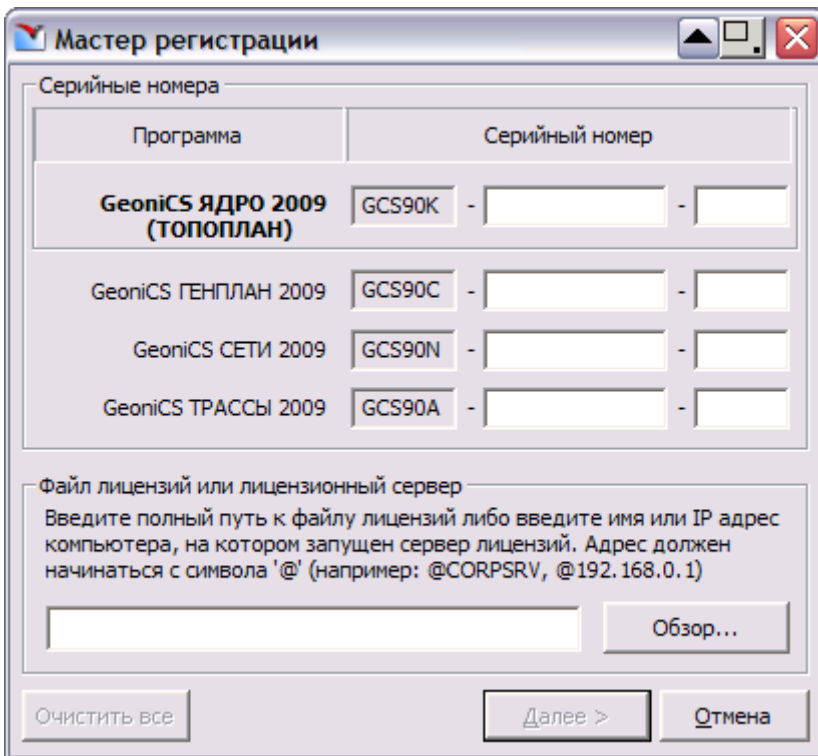 Мастер регистрации
Серийные номера
Программа Серийный номер
GeoniCS ЯДРО 2009 GCS90K - -
(ТОПОПЛАН)
GeoniCS ГЕНПЛАН 2009 GCS90C - -
GeoniCS СЕТИ 2009 GCS90N - -
GeoniCS ТРАССЫ 2009 GCS90A - -
Файл лицензий или лицензионный сервер
Введите полный путь к файлу лицензий либо введите имя или IP адрес
компьютера, на котором запущен сервер лицензий. Адрес должен
начинаться с символа '@' (например: @CORPSRV, @192.168.0.1)
Обзор...
Очистить все Далее > Отмена